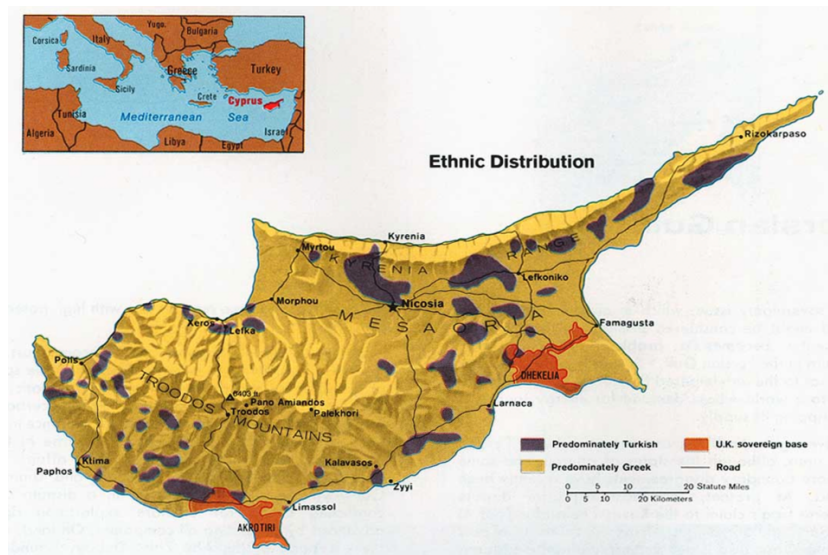 Yugo.
Corsica
Italy
Bulgaria
Sardinia
Greece
Turkey
Sicily
Crete
Cyprus
Tunisia
Mediterranean Sea
Algeria
Israel
Libya
Egypt
Ethnic Distribution
Rizokarpaso
Kyrenia
Myrtou
KYRENIA RANGE
Lefkoniko
Morphou
Nicosia
MESAORIA
Xeros
Lefka
Famagusta
Polis
DHEKELIA
TROODOS MOUNTAINS
6403 ft.
Pano Amiandos
Troodos
Palekhori
Larnaca
Ktima
Paphos
Kalavasos
Zyyi
Limassol
AKROTIRI
Predominately Turkish
U.K. sovereign base
Predominately Greek
Road
0 5 10 20 Statute Miles
0 5 10 20 Kilometers